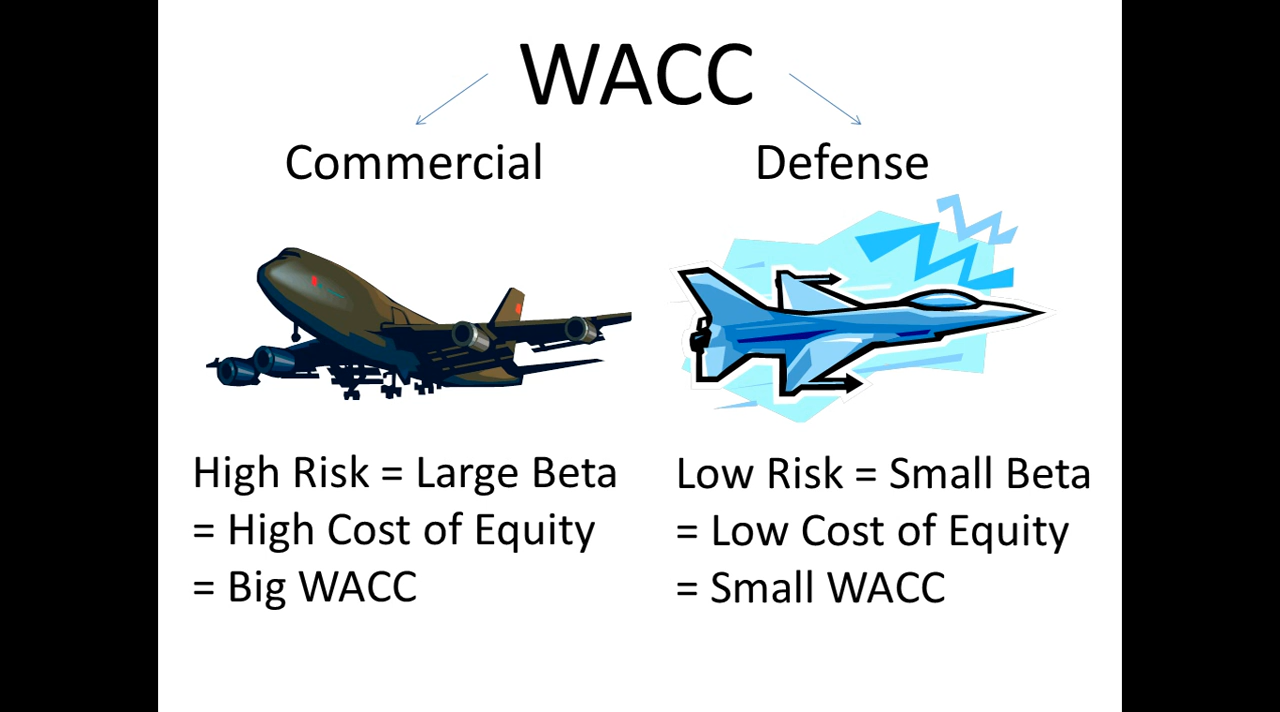 WACC
Commercial
Defense
High Risk = Large Beta
= High Cost of Equity
= Big WACC
Low Risk = Small Beta
= Low Cost of Equity
= Small WACC